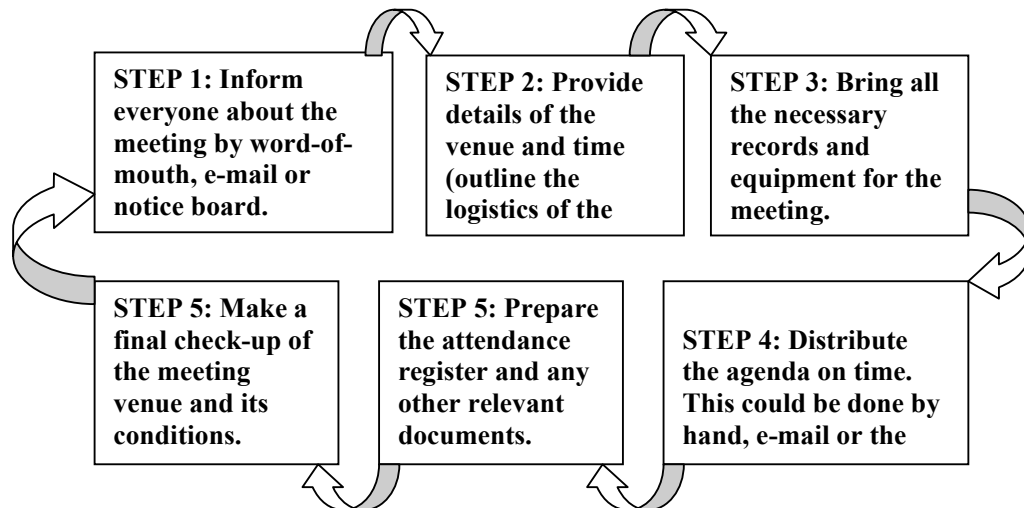 STEP 1: Inform
everyone about the
meeting by word-of-
mouth, e-mail or
notice board.
STEP 2: Provide
details of the
venue and time
(outline the
logistics of the
STEP 3: Bring all
the necessary
records and
equipment for the
meeting.
STEP 4: Distribute
the agenda on time.
This could be done by
hand, e-mail or the
STEP 5: Prepare
the attendance
register and any
other relevant
documents.
STEP 5: Make a
final check-up of
the meeting
venue and its
conditions.